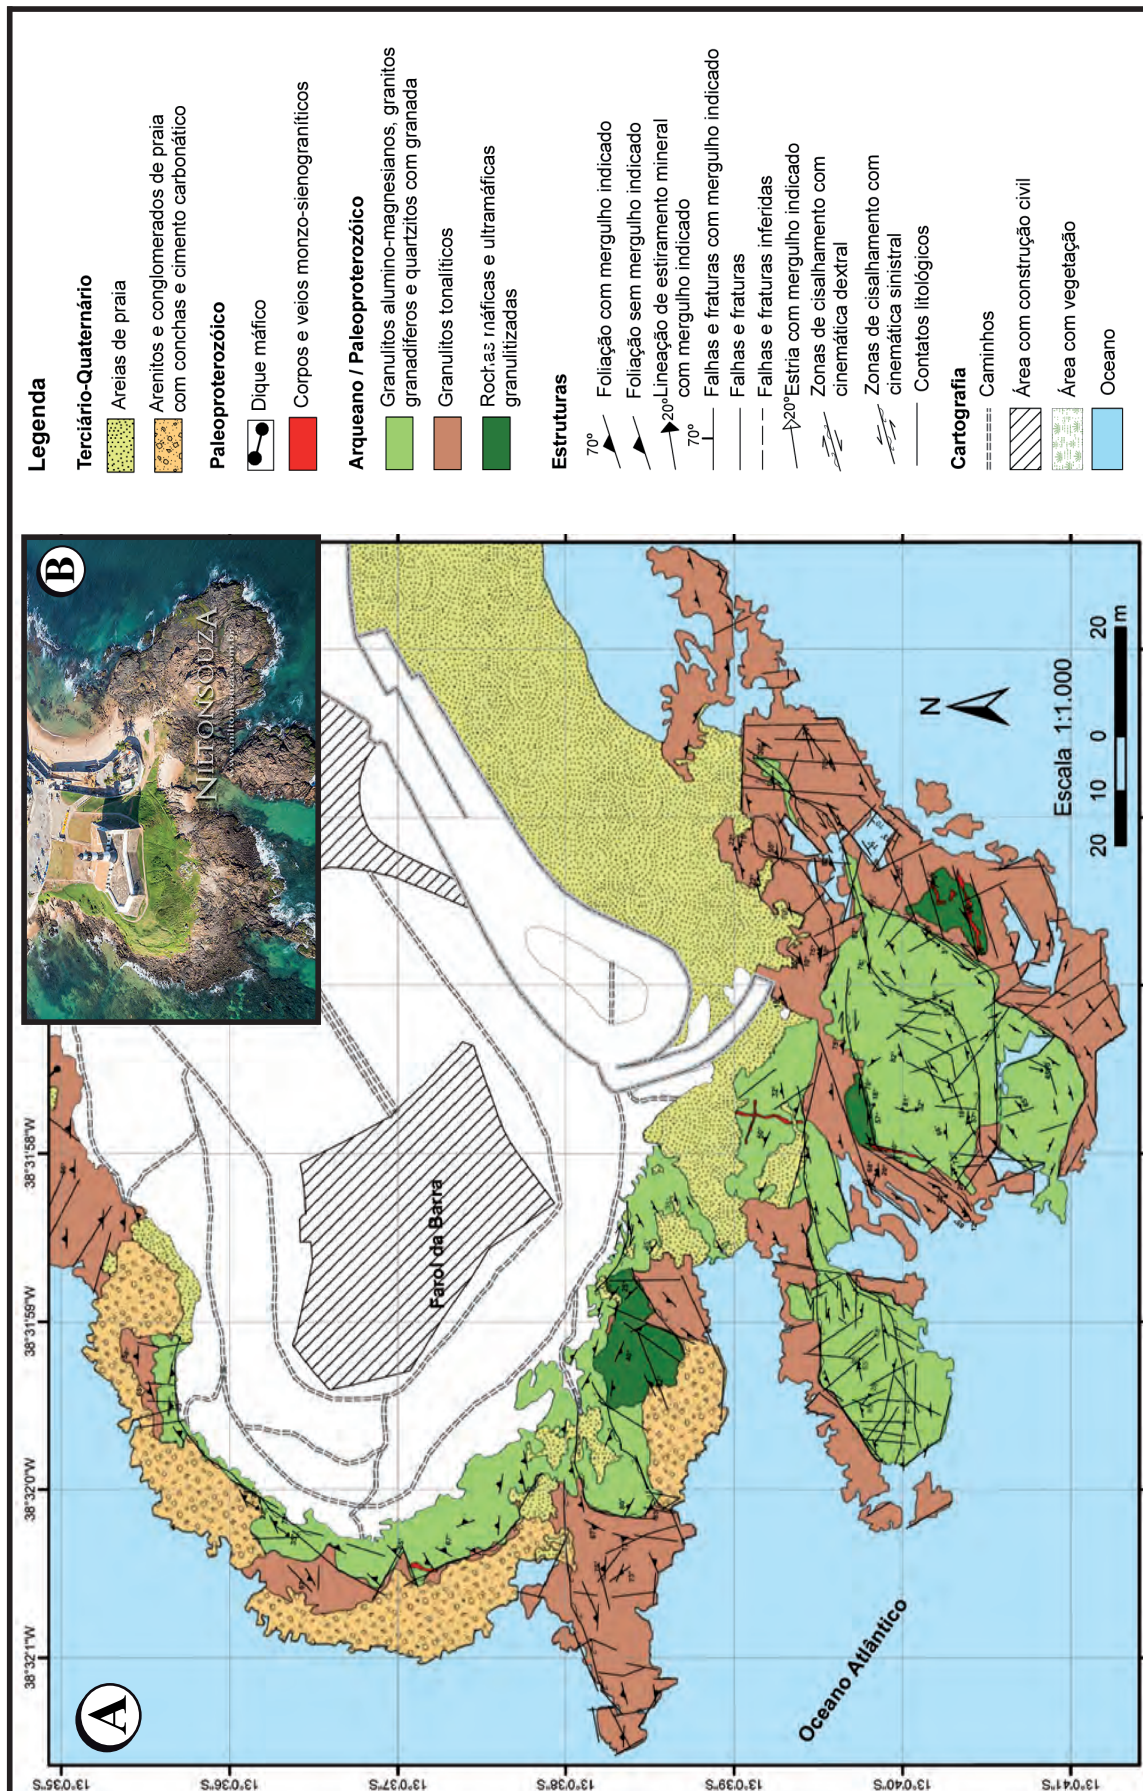 Legenda
Terciário-Quaternário
Areias de praia
Arenitos e conglomerados de praia
com conchas e cimento carbonático
Paleoproterozóico
Dique máfico
Corpos e veios monzo-sienograníticos
Arqueano / Paleoproterozóico
Granulitos alumino-magnesianos, granitos
granadíferos e quartzitos com granada
Granulitos tonalíticos
Rochas máficas e ultramáficas
granulitizadas
Estruturas
70°
Foliação com mergulho indicado
Foliação sem mergulho indicado
20°
Lineação de estiramento mineral
com mergulho indicado
70°
Falhas e fraturas com mergulho indicado
Falhas e fraturas
Falhas e fraturas inferidas
20°
Estria com mergulho indicado
Zonas de cisalhamento com
cinemática dextral
Zonas de cisalhamento com
cinemática sinistral
Contatos litológicos
Cartografia
Caminhos
Área com construção civil
Área com vegetação
Oceano
A
B
NILTONSOUZA
Farol da Barra
Oceano Atlântico
N
Escala 1:1.000
20 10 0 20
m
38°32'1"W
38°32'0"W
38°31'59"W
38°31'58"W
13°0'35"S
13°0'36"S
13°0'37"S
13°0'38"S
13°0'39"S
13°0'40"S
13°0'41"S